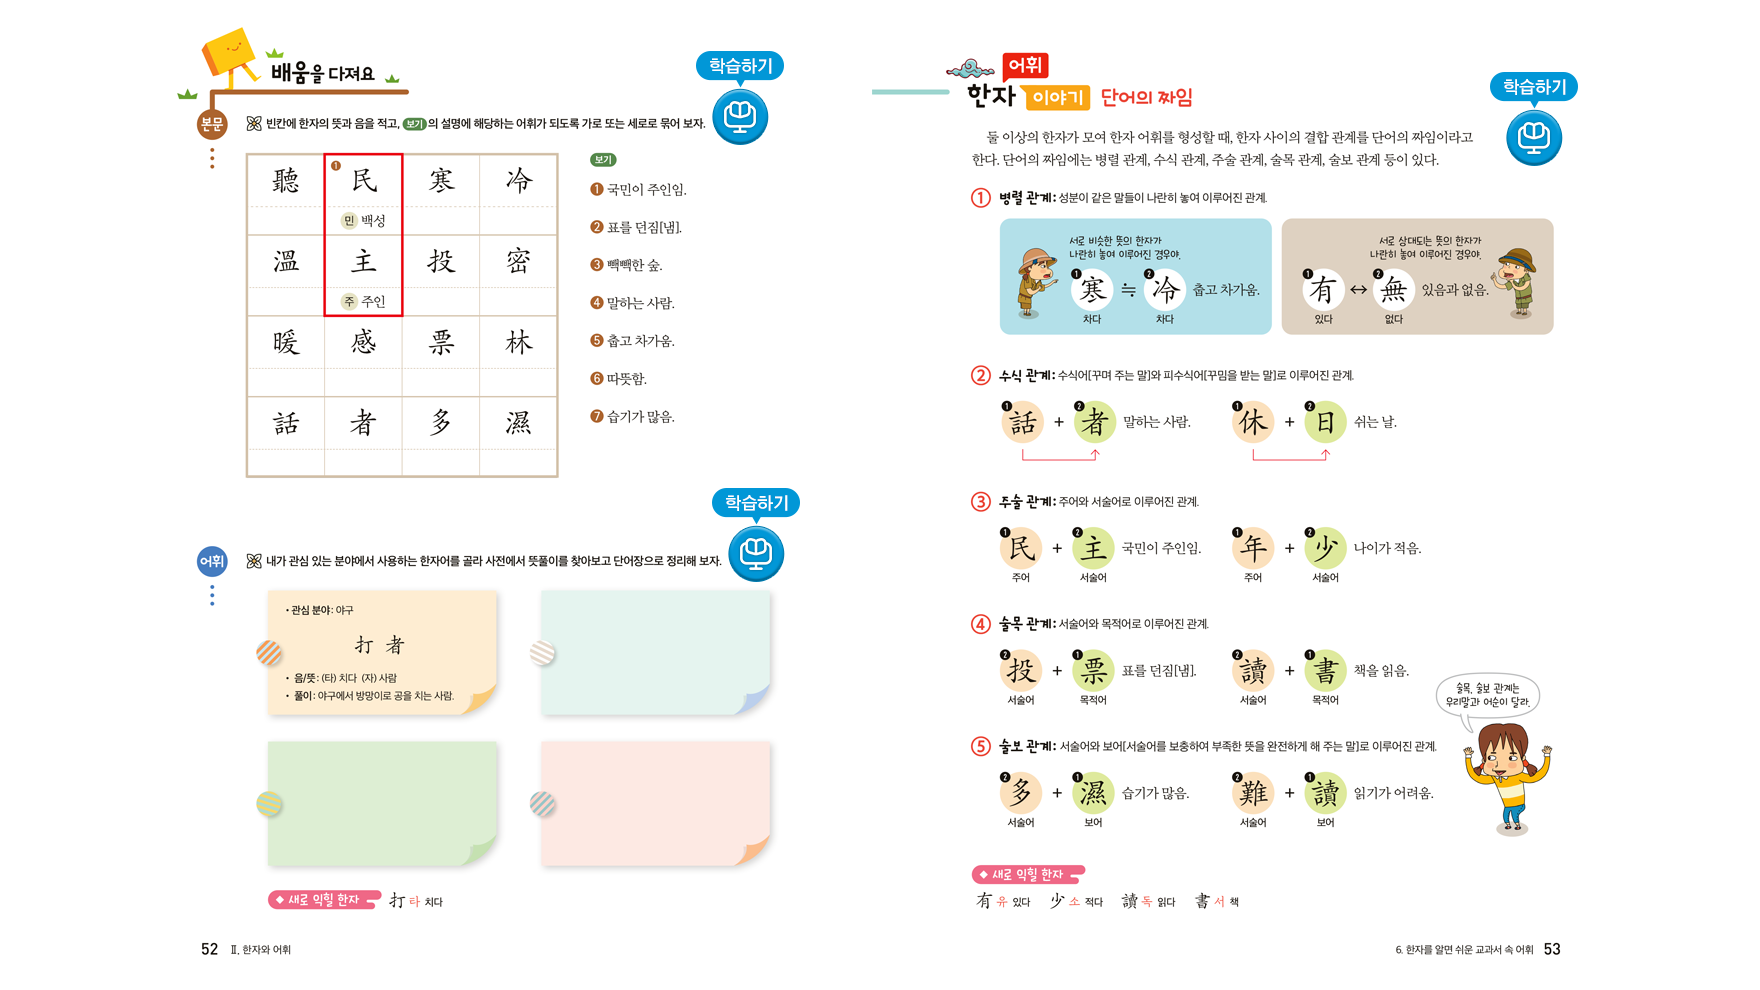 배움을 다져요
학습하기
본문
빈칸에 한자의 뜻과 음을 적고, 보기 의 설명에 해당하는 어휘가 되도록 가로 또는 세로로 묶어 보자.
聽 ❶ 民 寒 冷
민 백성
溫 主 投 密
주 주인
暖 感 票 林
話 者 多 濕
보기
❶ 국민이 주인임.
❷ 표를 던짐[냄].
❸ 빽빽한 숲.
❹ 말하는 사람.
❺ 춥고 차가움.
❻ 따뜻함.
❼ 습기가 많음.
학습하기
어휘
내가 관심 있는 분야에서 사용하는 한자어를 골라 사전에서 뜻풀이를 찾아보고 단어장으로 정리해 보자.
• 관심 분야: 야구
打 者
• 음/뜻: (타) 치다 (자) 사람
• 풀이: 야구에서 방망이로 공을 치는 사람.
◆ 새로 익힐 한자 打 타 치다
52 Ⅱ. 한자와 어휘
어휘
한자 이야기 단어의 짜임
학습하기
둘 이상의 한자가 모여 한자 어휘를 형성할 때, 한자 사이의 결합 관계를 단어의 짜임이라고
한다. 단어의 짜임에는 병렬 관계, 수식 관계, 주술 관계, 술목 관계, 술보 관계 등이 있다.
① 병렬 관계: 성분이 같은 말들이 나란히 놓여 이루어진 관계.
서로 비슷한 뜻의 한자가
나란히 놓여 이루어진 경우야.
❶ 寒 ≒ ❷ 冷 춥고 차가움.
차다 차다
서로 상대되는 뜻의 한자가
나란히 놓여 이루어진 경우야.
❶ 有 ↔ ❷ 無 있음과 없음.
있다 없다
② 수식 관계: 수식어[꾸며 주는 말]와 피수식어[꾸밈을 받는 말]로 이루어진 관계.
❶ 話 + ❷ 者 말하는 사람. ❶ 休 + ❷ 日 쉬는 날.
③ 주술 관계: 주어와 서술어로 이루어진 관계.
❶ 民 + ❷ 主 국민이 주인임. ❶ 年 + ❷ 少 나이가 적음.
주어 서술어 주어 서술어
④ 술목 관계: 서술어와 목적어로 이루어진 관계.
❷ 投 + ❶ 票 표를 던짐[냄]. ❷ 讀 + ❶ 書 책을 읽음.
서술어 목적어 서술어 목적어
술목, 술보 관계는
우리말과 어순이 달라.
⑤ 술보 관계: 서술어와 보어[서술어를 보충하여 부족한 뜻을 완전하게 해 주는 말]로 이루어진 관계.
❷ 多 + ❶ 濕 습기가 많음. ❷ 難 + ❶ 讀 읽기가 어려움.
서술어 보어 서술어 보어
◆ 새로 익힐 한자
有 유 있다 少 소 적다 讀 독 읽다 書 서 책
6. 한자를 알면 쉬운 교과서 속 어휘 53